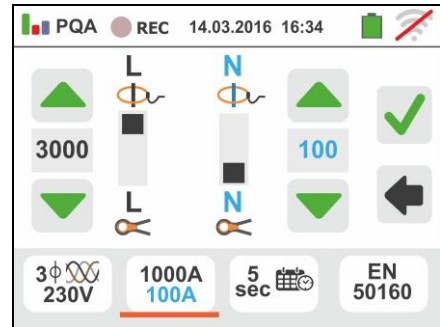 PQA REC 14.03.2016 16:34
L N
3000 100
L N
3ϕ 1000A 5 EN
230V 100A sec 50160